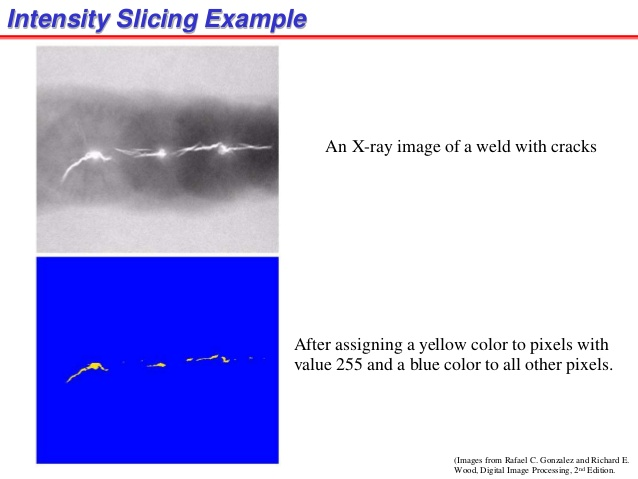 Intensity Slicing Example
An X-ray image of a weld with cracks
After assigning a yellow color to pixels with
value 255 and a blue color to all other pixels.
(Images from Rafael C. Gonzalez and Richard E.
Wood, Digital Image Processing, 2nd Edition.